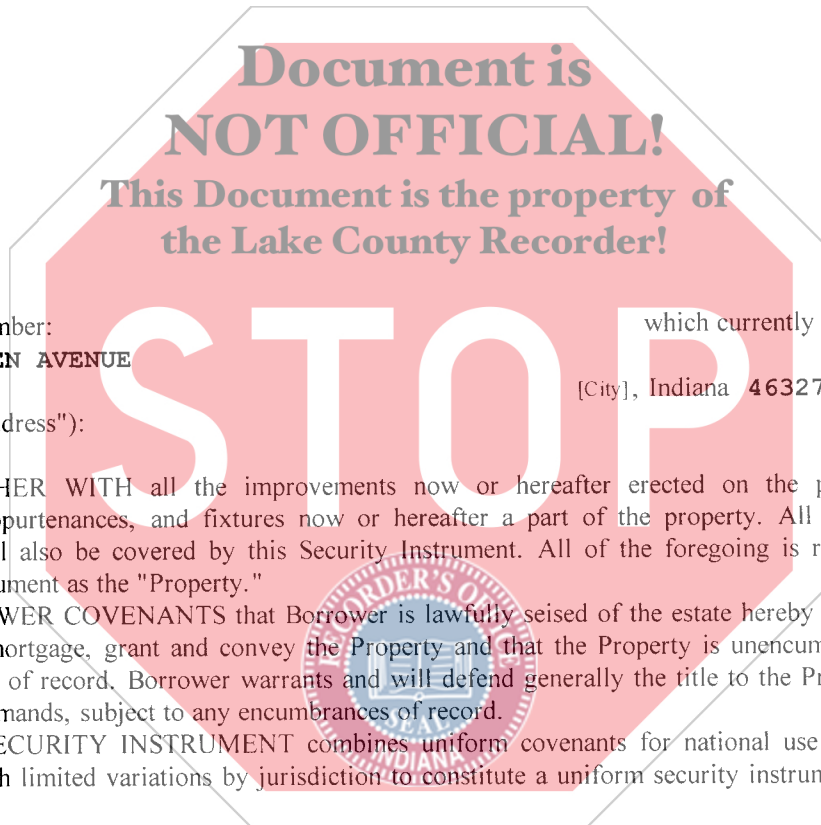 Document is
NOT OFFICIAL!
This Document is the property of
the Lake County Recorder!
STOP
mber: which currently
EN AVENUE
[City], Indiana 46327
dress"):
HER WITH all the improvements now or hereafter erected on the p
ppurtenances, and fixtures now or hereafter a part of the property. All
l also be covered by this Security Instrument. All of the foregoing is r
ument as the "Property."
WER COVENANTS that Borrower is lawfully seised of the estate hereby
mortgage, grant and convey the Property and that the Property is unencum
of record. Borrower warrants and will defend generally the title to the Pr
mands, subject to any encumbrances of record.
ECURITY INSTRUMENT combines uniform covenants for national use
h limited variations by jurisdiction to constitute a uniform security instrum
RECORDER'S OFFICE
SEAL
INDIANA